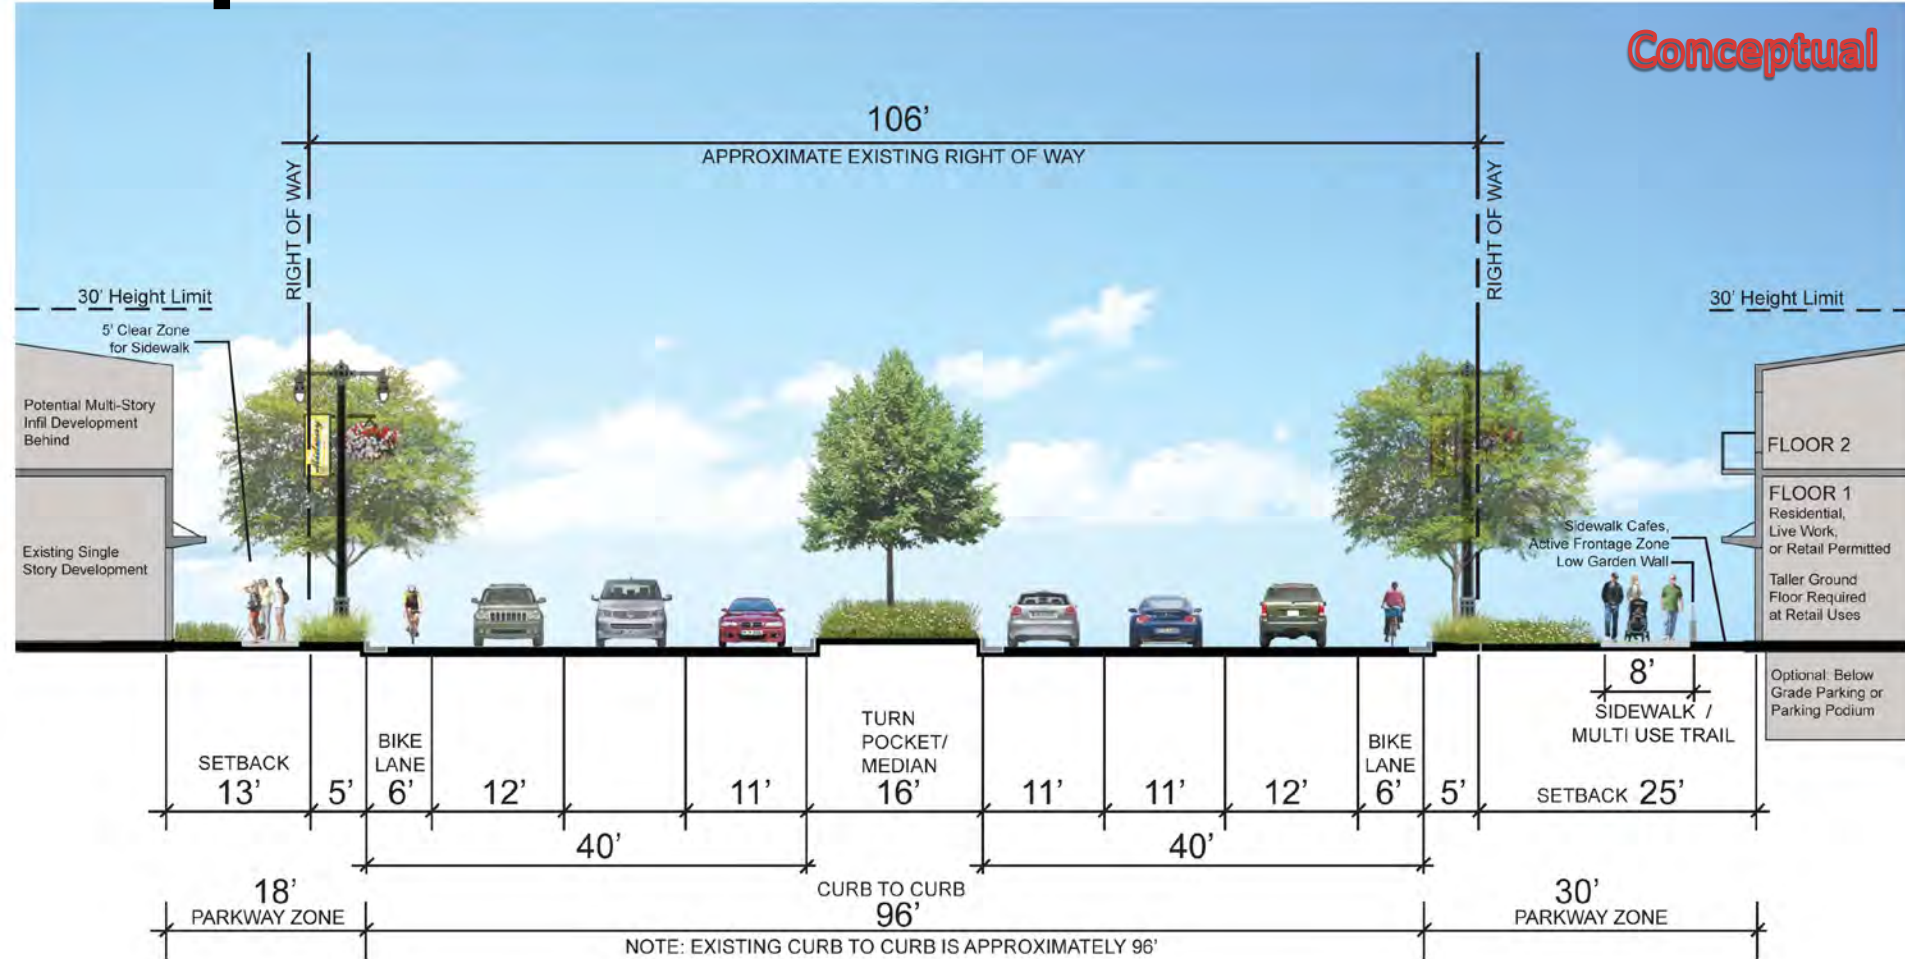 Conceptual
106’
APPROXIMATE EXISTING RIGHT OF WAY
RIGHT OF WAY
RIGHT OF WAY
30’ Height Limit
30’ Height Limit
5’ Clear Zone
for Sidewalk
Potential Multi-Story
Infil Development
Behind
Existing Single
Story Development
FLOOR 2
FLOOR 1
Residential,
Live Work,
or Retail Permitted
Taller Ground
Floor Required
at Retail Uses
Sidewalk Cafes,
Active Frontage Zone
Low Garden Wall
Optional: Below
Grade Parking or
Parking Podium
8’
SIDEWALK /
MULTI USE TRAIL
SETBACK
13’
5’
BIKE
LANE
6’
12’
11’
TURN
POCKET/
MEDIAN
16’
11’
11’
12’
BIKE
LANE
6’
5’
SETBACK 25’
40’
40’
18’
PARKWAY ZONE
CURB TO CURB
96’
NOTE: EXISTING CURB TO CURB IS APPROXIMATELY 96’
30’
PARKWAY ZONE